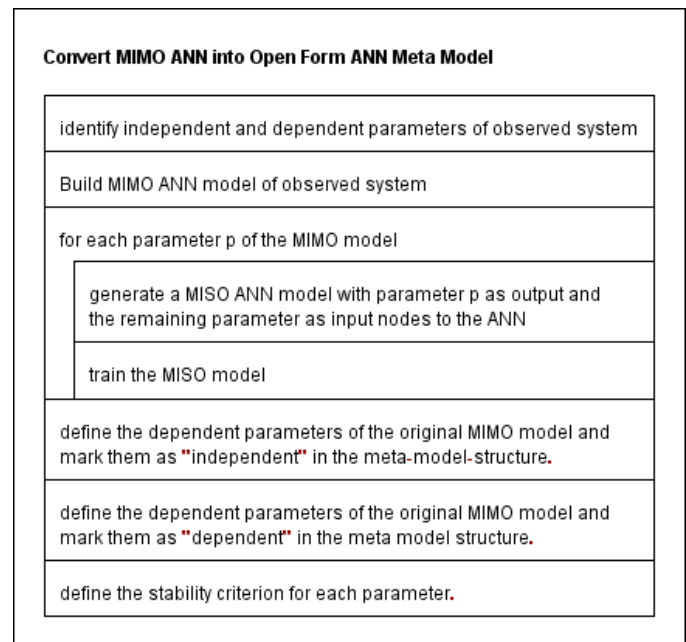 Convert MIMO ANN into Open Form ANN Meta Model
identify independent and dependent parameters of observed system
Build MIMO ANN model of observed system
for each parameter p of the MIMO model
generate a MISO ANN model with parameter p as output and
the remaining parameter as input nodes to the ANN
train the MISO model
define the dependent parameters of the original MIMO model and
mark them as "independent" in the meta-model-structure.
define the dependent parameters of the original MIMO model and
mark them as "dependent" in the meta model structure.
define the stability criterion for each parameter.